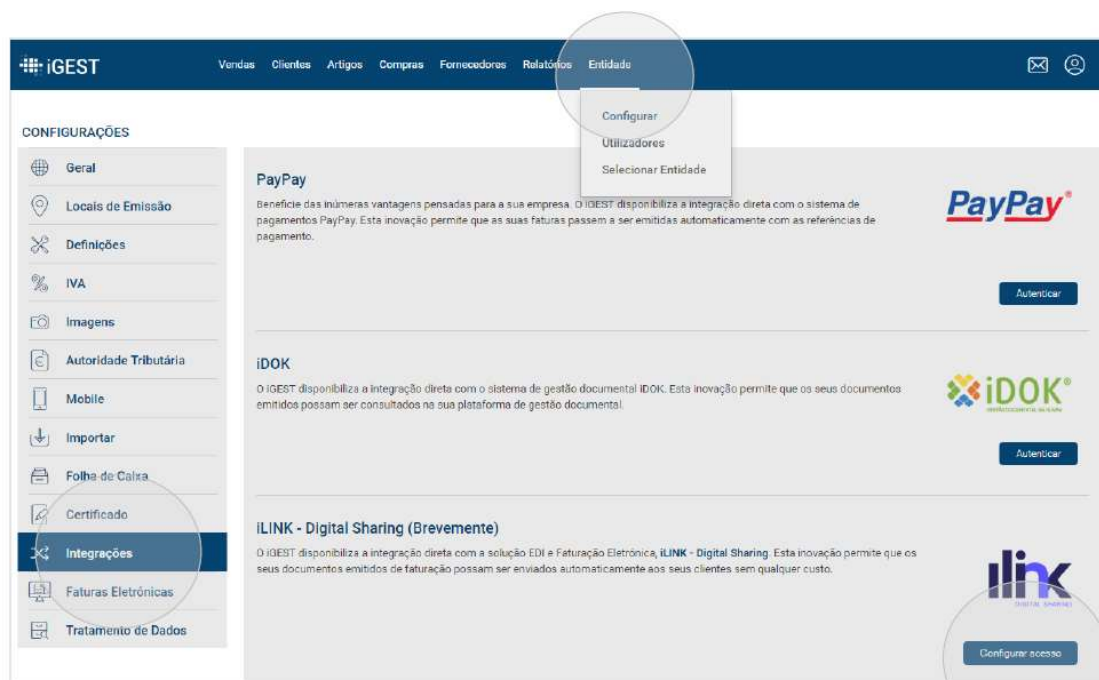 iGEST
Vendas Clientes Artigos Compras Fornecedores Relatórios Entidade
Configurar
Utilizadores
Selecionar Entidade
CONFIGURAÇÕES
Geral
Locais de Emissão
Definições
IVA
Imagens
Autoridade Tributária
Mobile
Importar
Folha de Caixa
Certificado
Integrações
Faturas Eletrónicas
Tratamento de Dados
PayPay
Beneficie das inúmeras vantagens pensadas para a sua empresa. O iGEST disponibiliza a integração direta com o sistema de
pagamentos PayPay. Esta inovação permite que as suas faturas passem a ser emitidas automaticamente com as referências de
pagamento.
PayPay®
Autenticar
iDOK
O iGEST disponibiliza a integração direta com o sistema de gestão documental iDOK. Esta inovação permite que os seus documentos
emitidos possam ser consultados na sua plataforma de gestão documental.
iDOK®
Autenticar
iLINK - Digital Sharing (Brevemente)
O iGEST disponibiliza a integração direta com a solução EDI e Faturação Eletrónica, iLINK - Digital Sharing. Esta inovação permite que os
seus documentos emitidos de faturação possam ser enviados automaticamente aos seus clientes sem qualquer custo.
ilink
DIGITAL SHARING
Configurar acesso